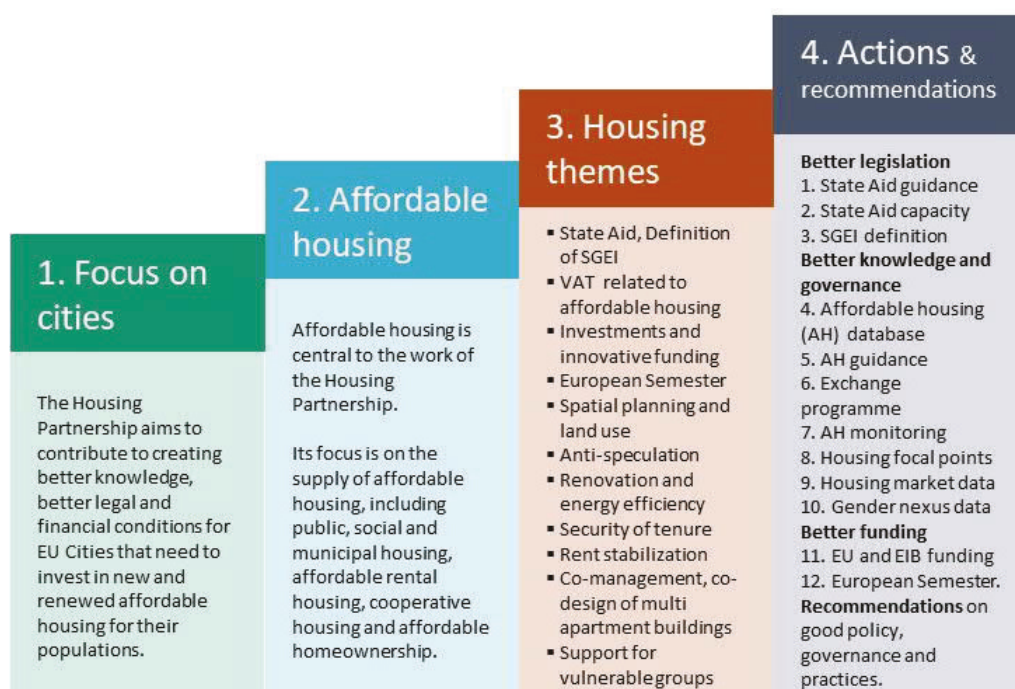 1. Focus on
cities
The Housing
Partnership aims to
contribute to creating
better knowledge,
better legal and
financial conditions for
EU Cities that need to
invest in new and
renewed affordable
housing for their
populations.
2. Affordable
housing
Affordable housing is
central to the work of
the Housing
Partnership.
Its focus is on the
supply of affordable
housing, including
public, social and
municipal housing,
affordable rental
housing, cooperative
housing and affordable
homeownership.
3. Housing
themes
▪ State Aid, Definition
of SGEI
▪ VAT related to
affordable housing
▪ Investments and
innovative funding
▪ European Semester
▪ Spatial planning and
land use
▪ Anti-speculation
▪ Renovation and
energy efficiency
▪ Security of tenure
▪ Rent stabilization
▪ Co-management, co-
design of multi
apartment buildings
▪ Support for
vulnerable groups
4. Actions &
recommendations
Better legislation
1. State Aid guidance
2. State Aid capacity
3. SGEI definition
Better knowledge and
governance
4. Affordable housing
(AH) database
5. AH guidance
6. Exchange
programme
7. AH monitoring
8. Housing focal points
9. Housing market data
10. Gender nexus data
Better funding
11. EU and EIB funding
12. European Semester.
Recommendations on
good policy,
governance and
practices.